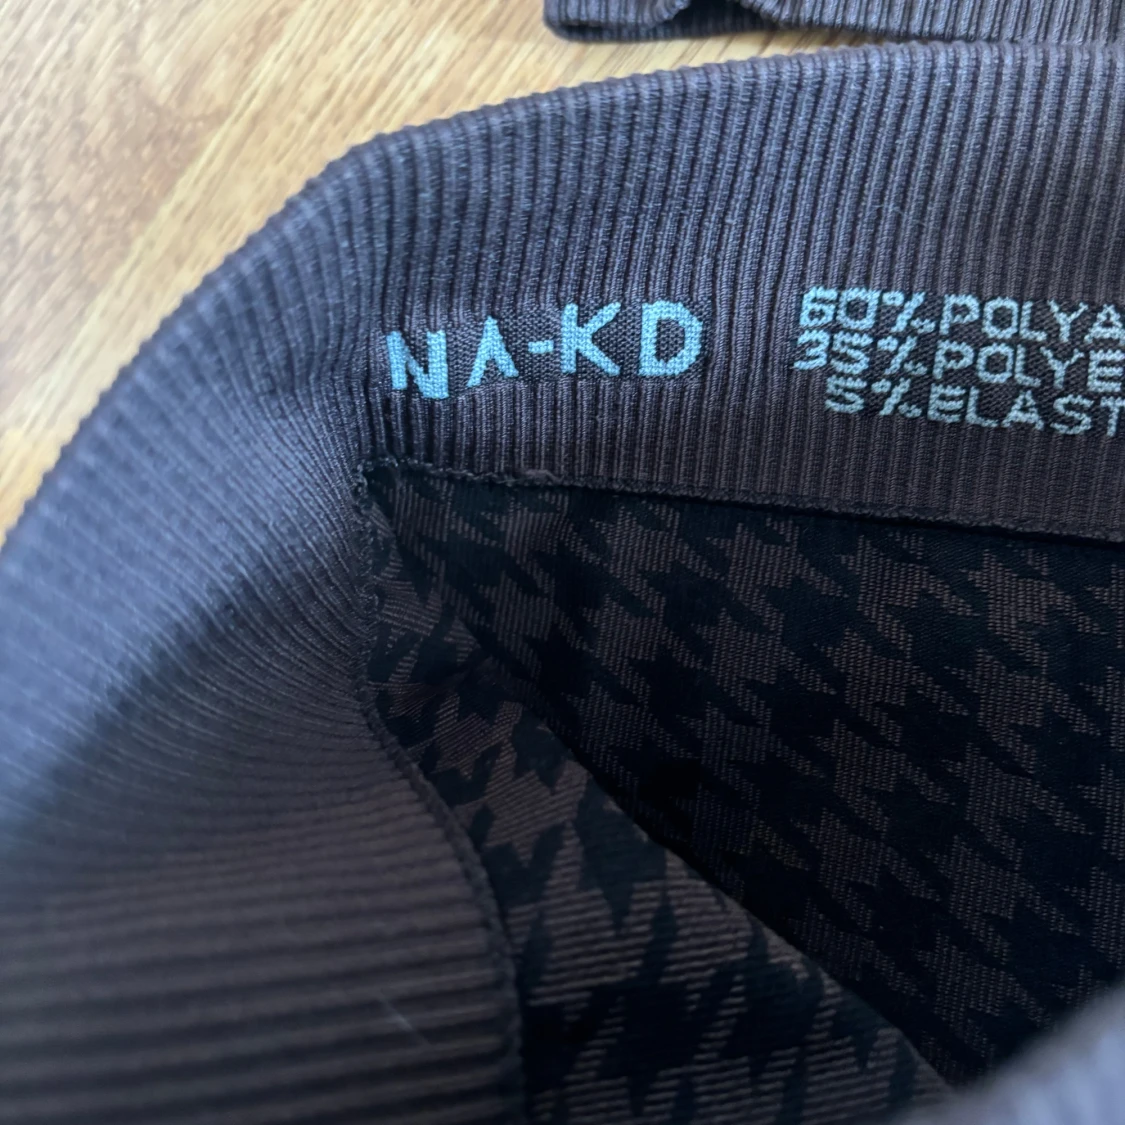 NA-KD
60% POLYA
35% POLYE
5% ELAST